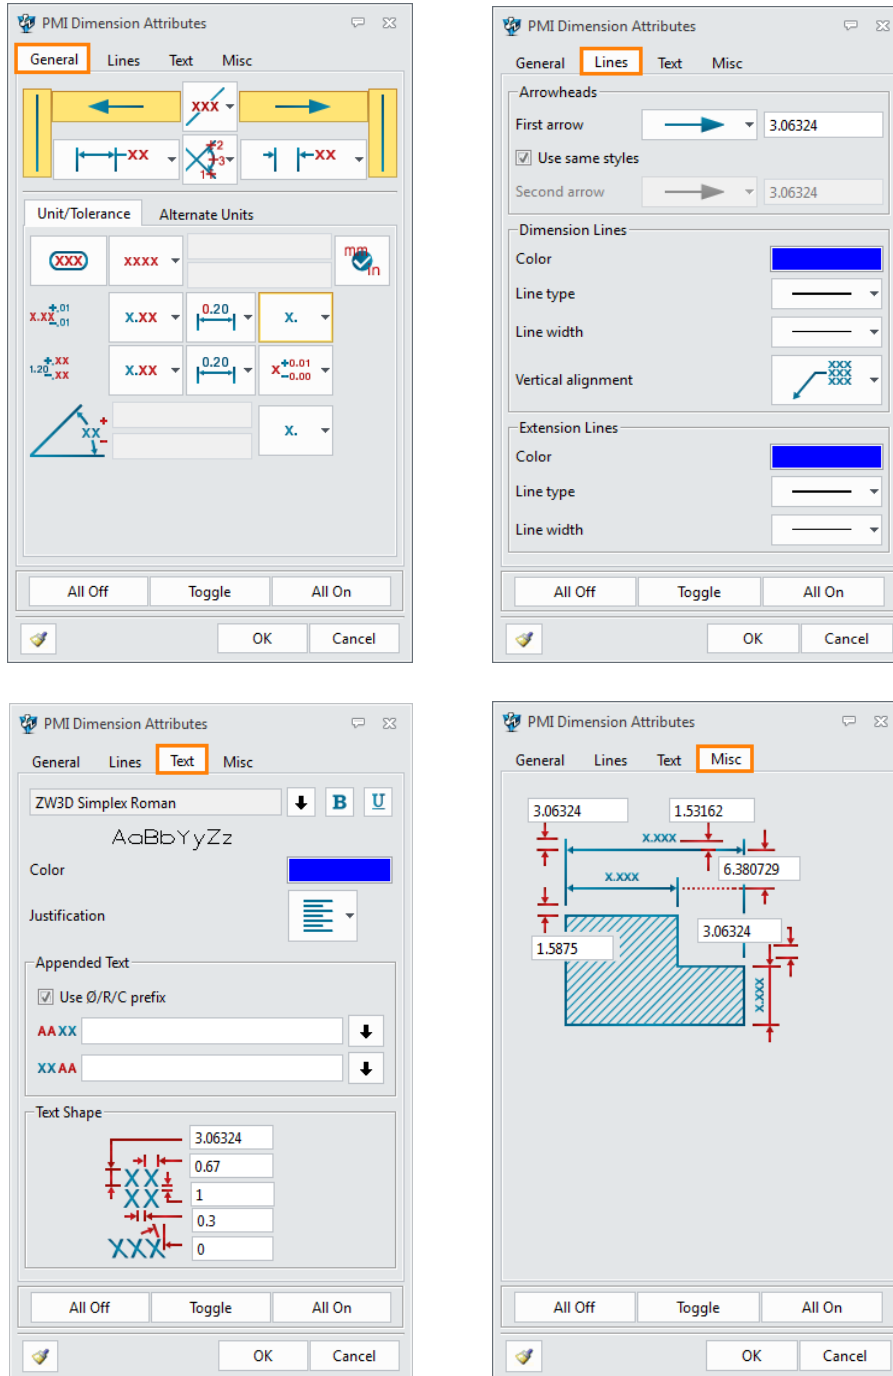 PMI Dimension Attributes
General Lines Text Misc
xxx
xx 2 3 1 xx
Unit/Tolerance Alternate Units
xxx xxxx mm in
x.xx +.01 -.01 x.xx 0.20 x.
1.20 +.xx -.xx x.xx 0.20 x +0.01 -0.00
xx + - x.
All Off Toggle All On
OK Cancel
PMI Dimension Attributes
General Lines Text Misc
Arrowheads
First arrow 3.06324
Use same styles
Second arrow 3.06324
Dimension Lines
Color
Line type
Line width
Vertical alignment xxx xxx xxx
Extension Lines
Color
Line type
Line width
All Off Toggle All On
OK Cancel
PMI Dimension Attributes
General Lines Text Misc
ZW3D Simplex Roman B U
AaBbYyZz
Color
Justification
Appended Text
Use Ø/R/C prefix
AAXX
XXAA
Text Shape
3.06324
0.67
XX
XX 1
0.3
XXX 0
All Off Toggle All On
OK Cancel
PMI Dimension Attributes
General Lines Text Misc
3.06324 1.53162
x.xxx
x.xxx 6.380729
3.06324
1.5875
x.xxx
All Off Toggle All On
OK Cancel